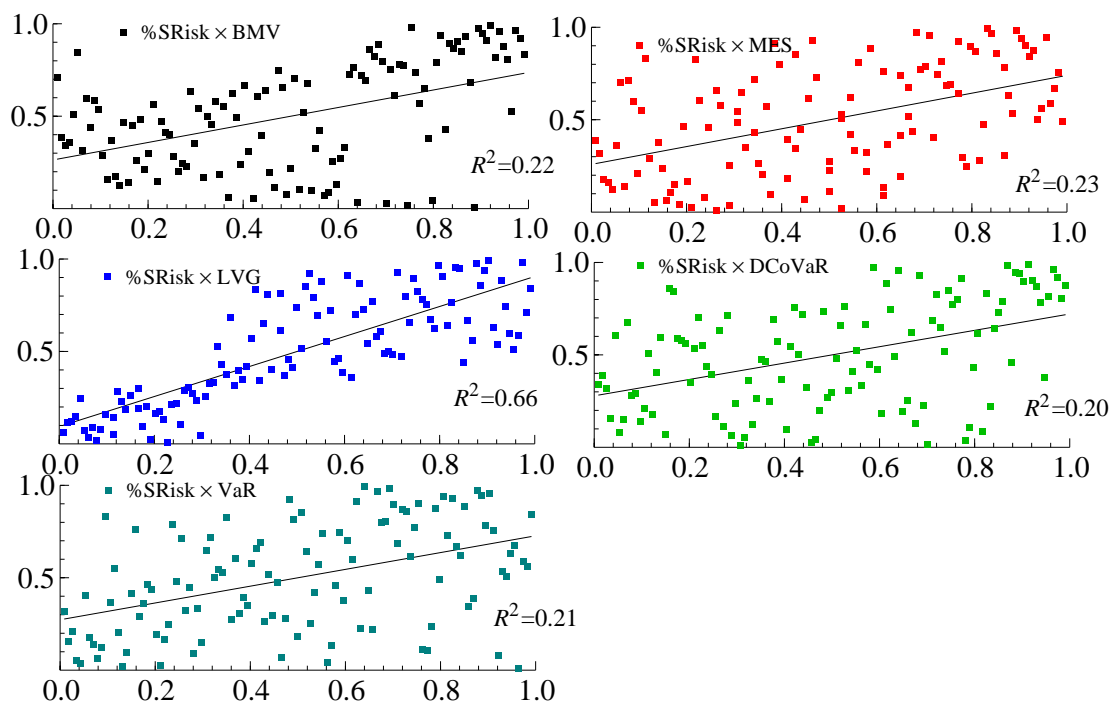 1.0
%SRisk × BMV
0.5
R²=0.22
0.0 0.2 0.4 0.6 0.8 1.0
1.0
%SRisk × MES
0.5
R²=0.23
0.0 0.2 0.4 0.6 0.8 1.0
1.0
%SRisk × LVG
0.5
R²=0.66
0.0 0.2 0.4 0.6 0.8 1.0
1.0
%SRisk × DCoVaR
0.5
R²=0.20
0.0 0.2 0.4 0.6 0.8 1.0
1.0
%SRisk × VaR
0.5
R²=0.21
0.0 0.2 0.4 0.6 0.8 1.0